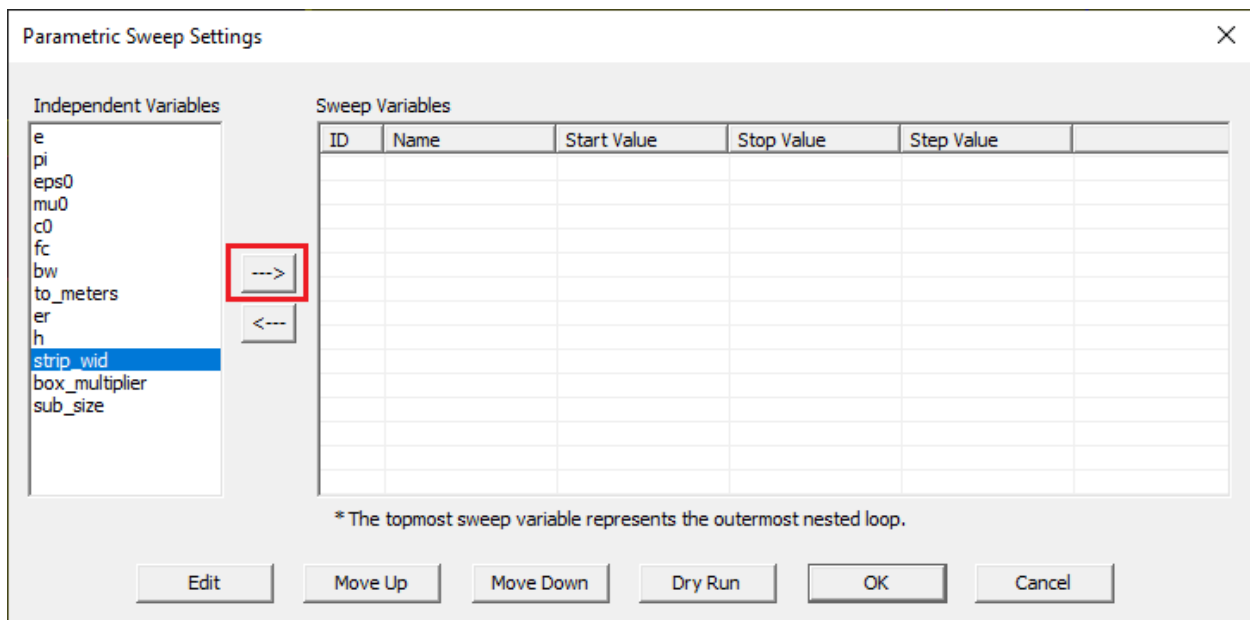 Parametric Sweep Settings
Independent Variables
e
pi
eps0
mu0
c0
fc
bw
to_meters
er
h
strip_wid
box_multiplier
sub_size
--->
<---
Sweep Variables
ID Name Start Value Stop Value Step Value
* The topmost sweep variable represents the outermost nested loop.
Edit Move Up Move Down Dry Run OK Cancel